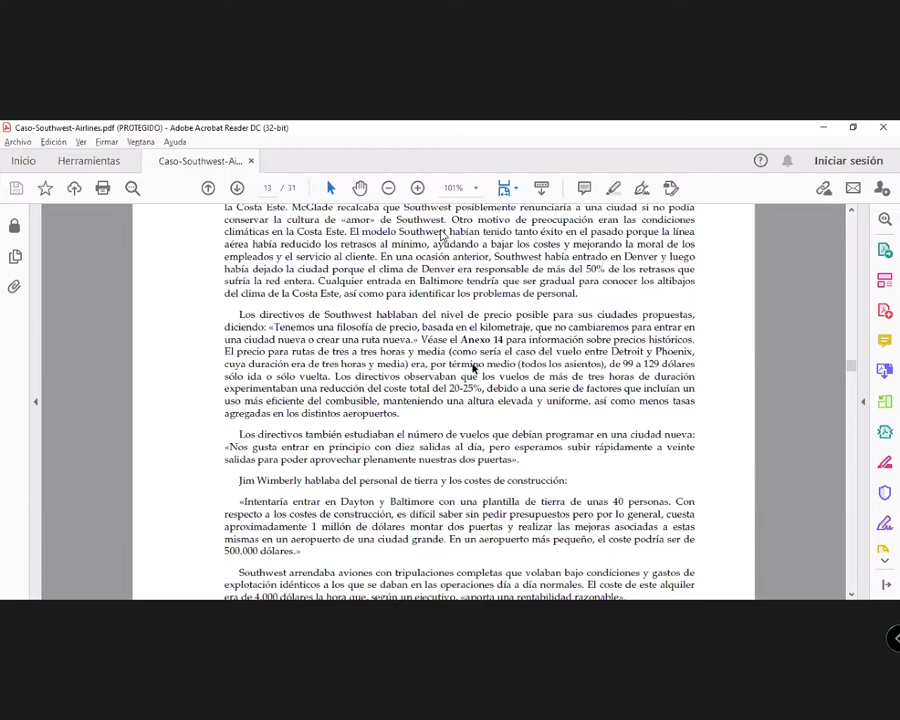 Caso-Southwest-Airlines.pdf (PROTEGIDO) - Adobe Acrobat Reader DC (32-bit)
Archivo Edición Ver Firmar Ventana Ayuda
Inicio Herramientas Caso-Southwest-Ai... × Iniciar sesión
13 / 31 101%
la Costa Este. McGlade recalcaba que Southwest posiblemente renunciaría a una ciudad si no podía
conservar la cultura de «amor» de Southwest. Otro motivo de preocupación eran las condiciones
climáticas en la Costa Este. El modelo Southwest habían tenido tanto éxito en el pasado porque la línea
aérea había reducido los retrasos al mínimo, ayudando a bajar los costes y mejorando la moral de los
empleados y el servicio al cliente. En una ocasión anterior, Southwest había entrado en Denver y luego
había dejado la ciudad porque el clima de Denver era responsable de más del 50% de los retrasos que
sufría la red entera. Cualquier entrada en Baltimore tendría que ser gradual para conocer los altibajos
del clima de la Costa Este, así como para identificar los problemas de personal.
Los directivos de Southwest hablaban del nivel de precio posible para sus ciudades propuestas,
diciendo: «Tenemos una filosofía de precio, basada en el kilometraje, que no cambiaremos para entrar en
una ciudad nueva o crear una ruta nueva.» Véase el Anexo 14 para información sobre precios históricos.
El precio para rutas de tres a tres horas y media (como sería el caso del vuelo entre Detroit y Phoenix,
cuya duración era de tres horas y media) era, por término medio (todos los asientos), de 99 a 129 dólares
sólo ida o sólo vuelta. Los directivos observaban que los vuelos de más de tres horas de duración
experimentaban una reducción del coste total del 20-25%, debido a una serie de factores que incluían un
uso más eficiente del combustible, manteniendo una altura elevada y uniforme, así como menos tasas
agregadas en los distintos aeropuertos.
Los directivos también estudiaban el número de vuelos que debían programar en una ciudad nueva:
«Nos gusta entrar en principio con diez salidas al día, pero esperamos subir rápidamente a veinte
salidas para poder aprovechar plenamente nuestras dos puertas».
Jim Wimberly hablaba del personal de tierra y los costes de construcción:
«Intentaría entrar en Dayton y Baltimore con una plantilla de tierra de unas 40 personas. Con
respecto a los costes de construcción, es difícil saber sin pedir presupuestos pero por lo general, cuesta
aproximadamente 1 millón de dólares montar dos puertas y realizar las mejoras asociadas a estas
mismas en un aeropuerto de una ciudad grande. En un aeropuerto más pequeño, el coste podría ser de
500.000 dólares.»
Southwest arrendaba aviones con tripulaciones completas que volaban bajo condiciones y gastos de
explotación idénticos a los que se daban en las operaciones día a día normales. El coste de este alquiler
era de 4.000 dólares la hora que, según un ejecutivo, «aporta una rentabilidad razonable».